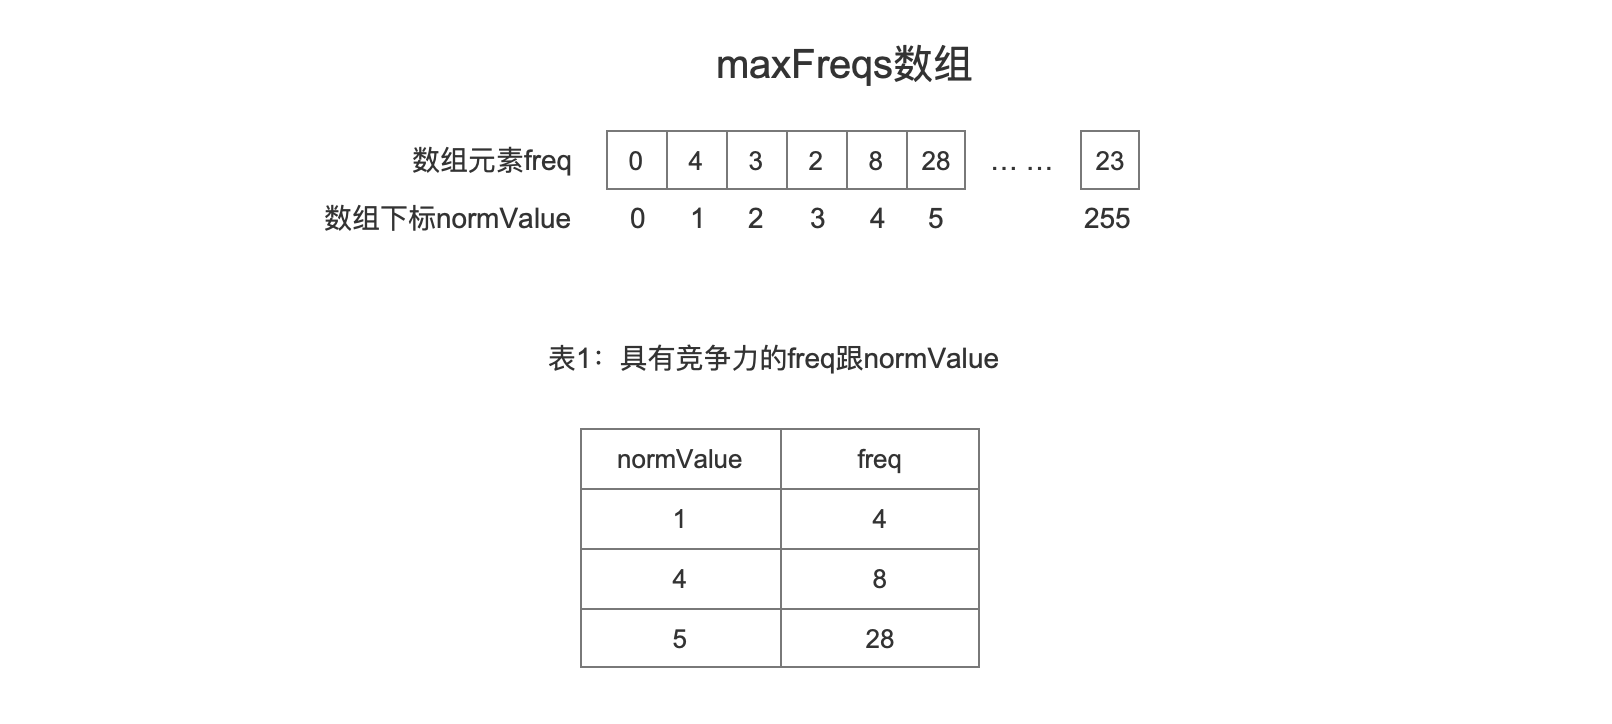 maxFreqs数组
数组元素freq 0 4 3 2 8 28 … … 23
数组下标normValue 0 1 2 3 4 5 255
表1：具有竞争力的freq跟normValue
normValue freq
1 4
4 8
5 28